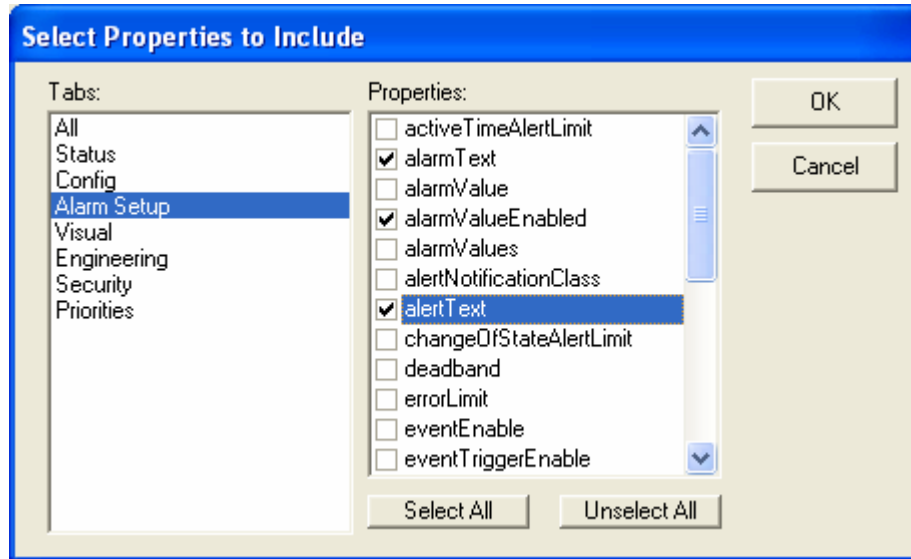 Select Properties to Include
Tabs:
All
Status
Config
Alarm Setup
Visual
Engineering
Security
Priorities
Properties:
activeTimeAlertLimit
alarmText
alarmValue
alarmValueEnabled
alarmValues
alertNotificationClass
alertText
changeOfStateAlertLimit
deadband
errorLimit
eventEnable
eventTriggerEnable
Select All
Unselect All
OK
Cancel